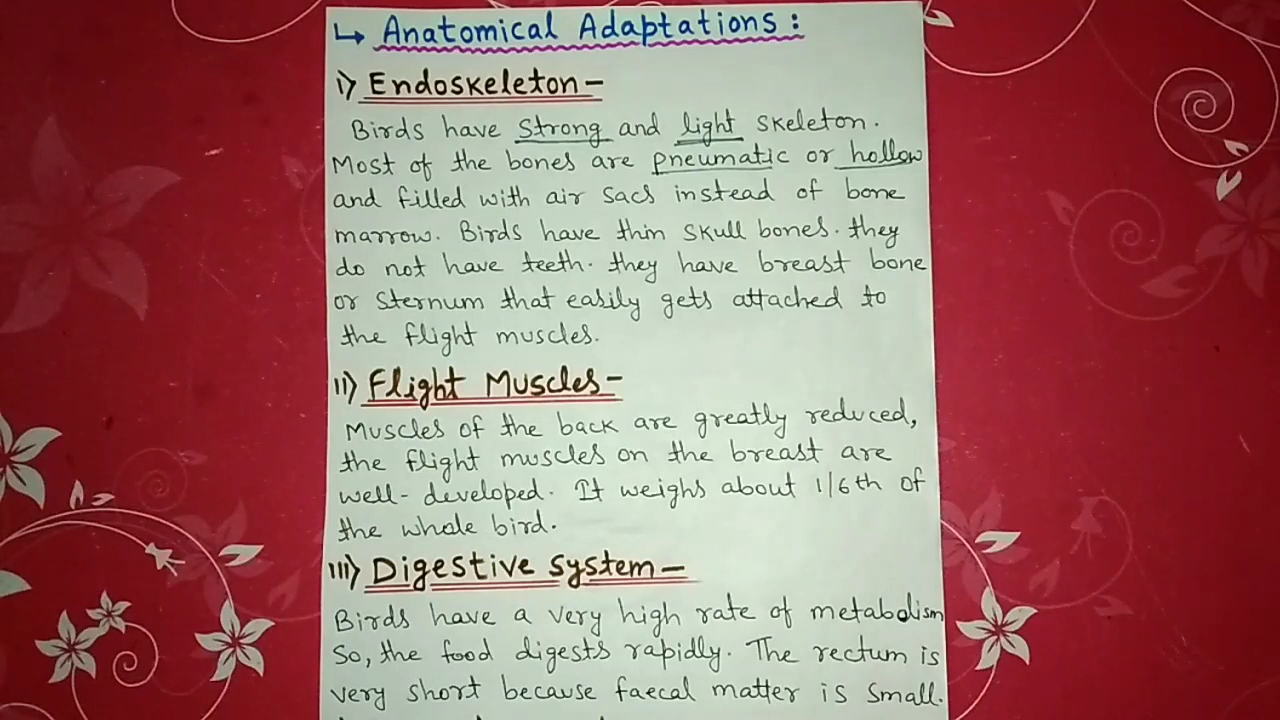 ↳ Anatomical Adaptations:
i) Endoskeleton-
Birds have strong and light skeleton.
Most of the bones are pneumatic or hollow
and filled with air sacs instead of bone
marrow. Birds have thin skull bones. they
do not have teeth. they have breast bone
or sternum that easily gets attached to
the flight muscles.
ii) Flight Muscles-
Muscles of the back are greatly reduced,
the flight muscles on the breast are
well-developed. It weighs about 1/6th of
the whole bird.
iii) Digestive system-
Birds have a very high rate of metabolism
So, the food digests rapidly. The rectum is
very short because faecal matter is small.